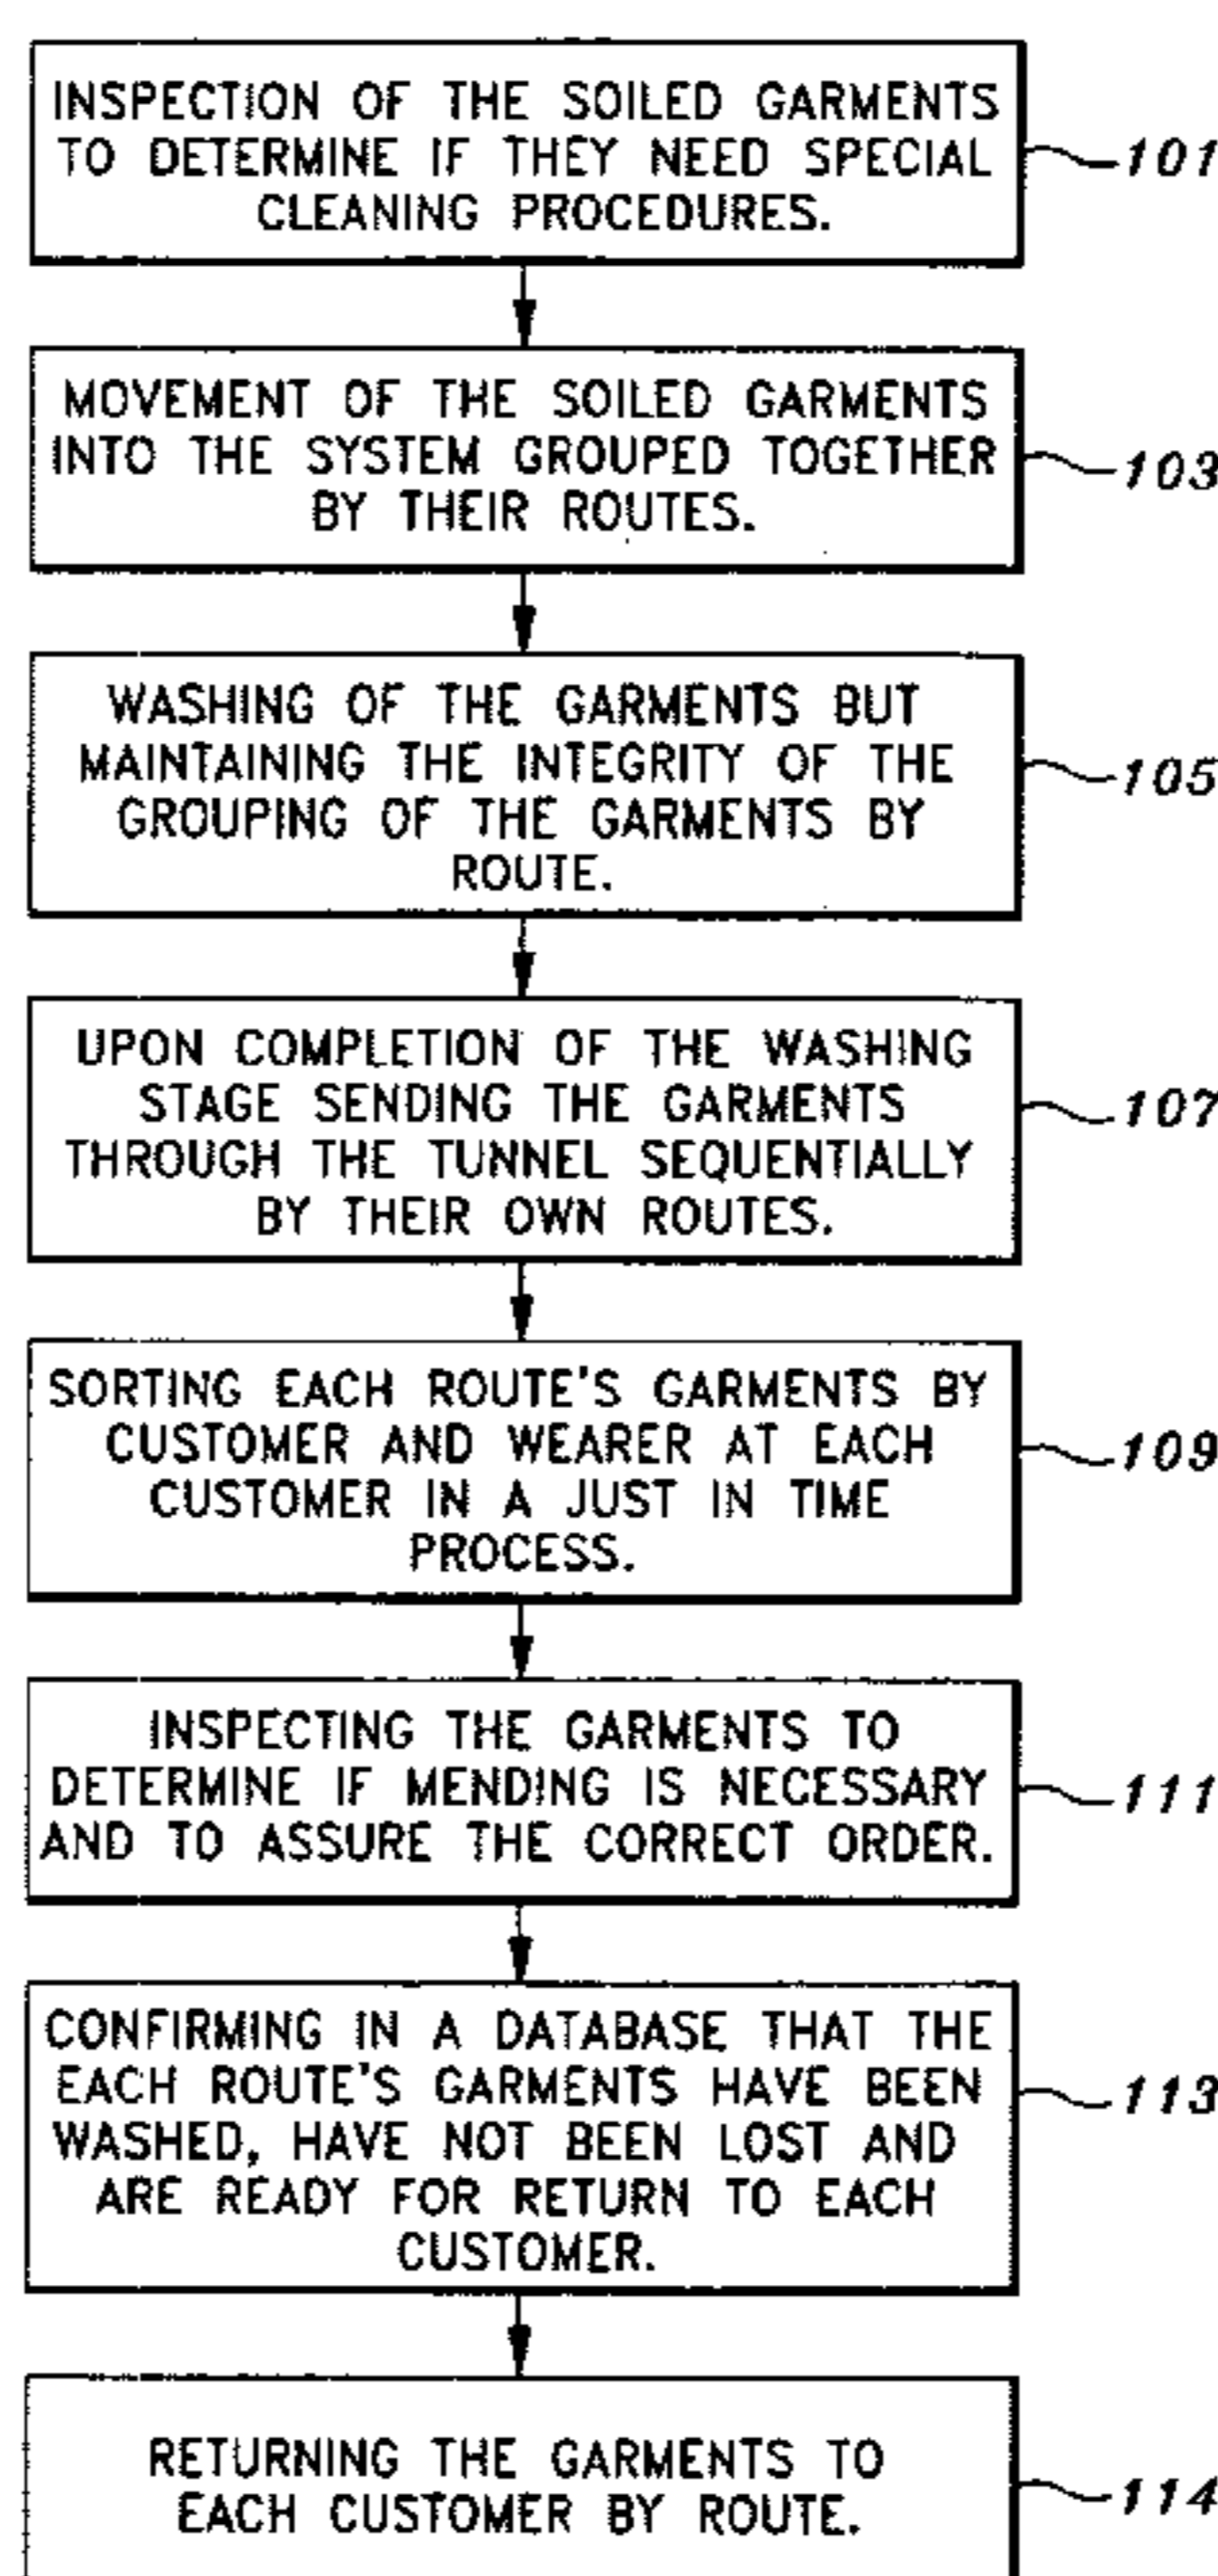 INSPECTION OF THE SOILED GARMENTS
TO DETERMINE IF THEY NEED SPECIAL
CLEANING PROCEDURES.
101
MOVEMENT OF THE SOILED GARMENTS
INTO THE SYSTEM GROUPED TOGETHER
BY THEIR ROUTES.
103
WASHING OF THE GARMENTS BUT
MAINTAINING THE INTEGRITY OF THE
GROUPING OF THE GARMENTS BY
ROUTE.
105
UPON COMPLETION OF THE WASHING
STAGE SENDING THE GARMENTS
THROUGH THE TUNNEL SEQUENTIALLY
BY THEIR OWN ROUTES.
107
SORTING EACH ROUTE'S GARMENTS BY
CUSTOMER AND WEARER AT EACH
CUSTOMER IN A JUST IN TIME
PROCESS.
109
INSPECTING THE GARMENTS TO
DETERMINE IF MENDING IS NECESSARY
AND TO ASSURE THE CORRECT ORDER.
111
CONFIRMING IN A DATABASE THAT THE
EACH ROUTE'S GARMENTS HAVE BEEN
WASHED, HAVE NOT BEEN LOST AND
ARE READY FOR RETURN TO EACH
CUSTOMER.
113
RETURNING THE GARMENTS TO
EACH CUSTOMER BY ROUTE.
114